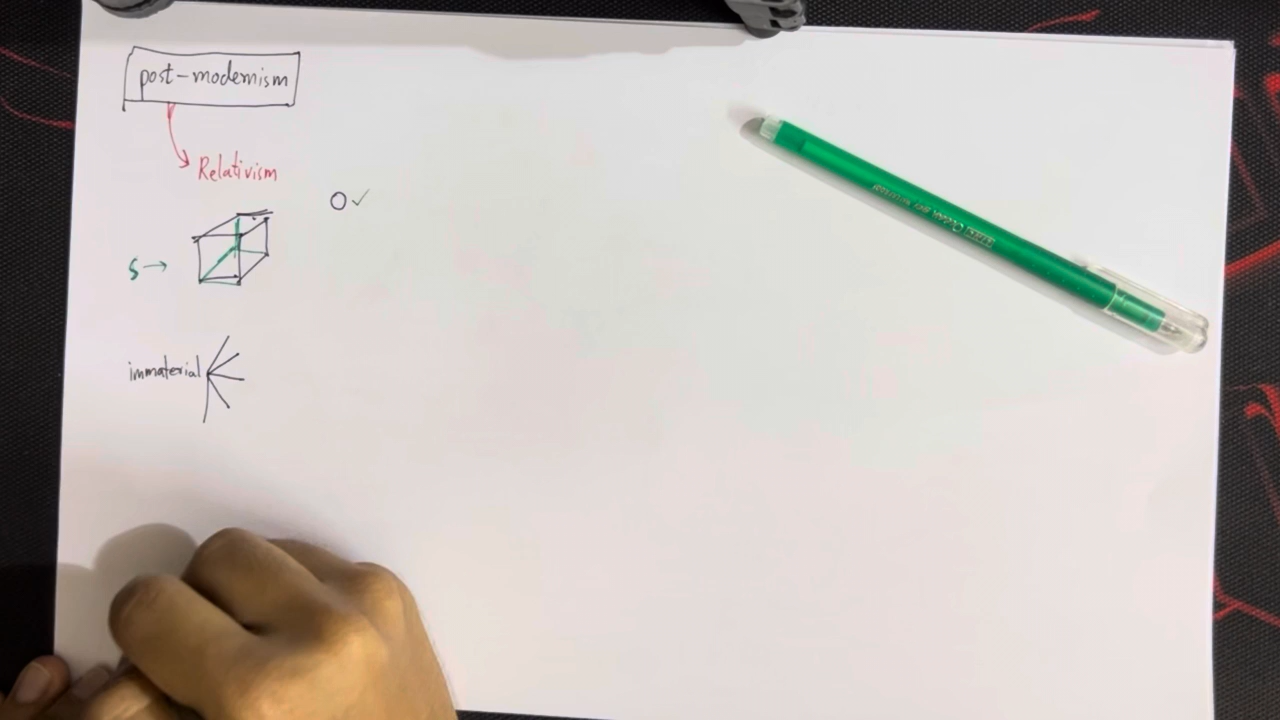 post-modernism
Relativism
O✓
S→
immaterial